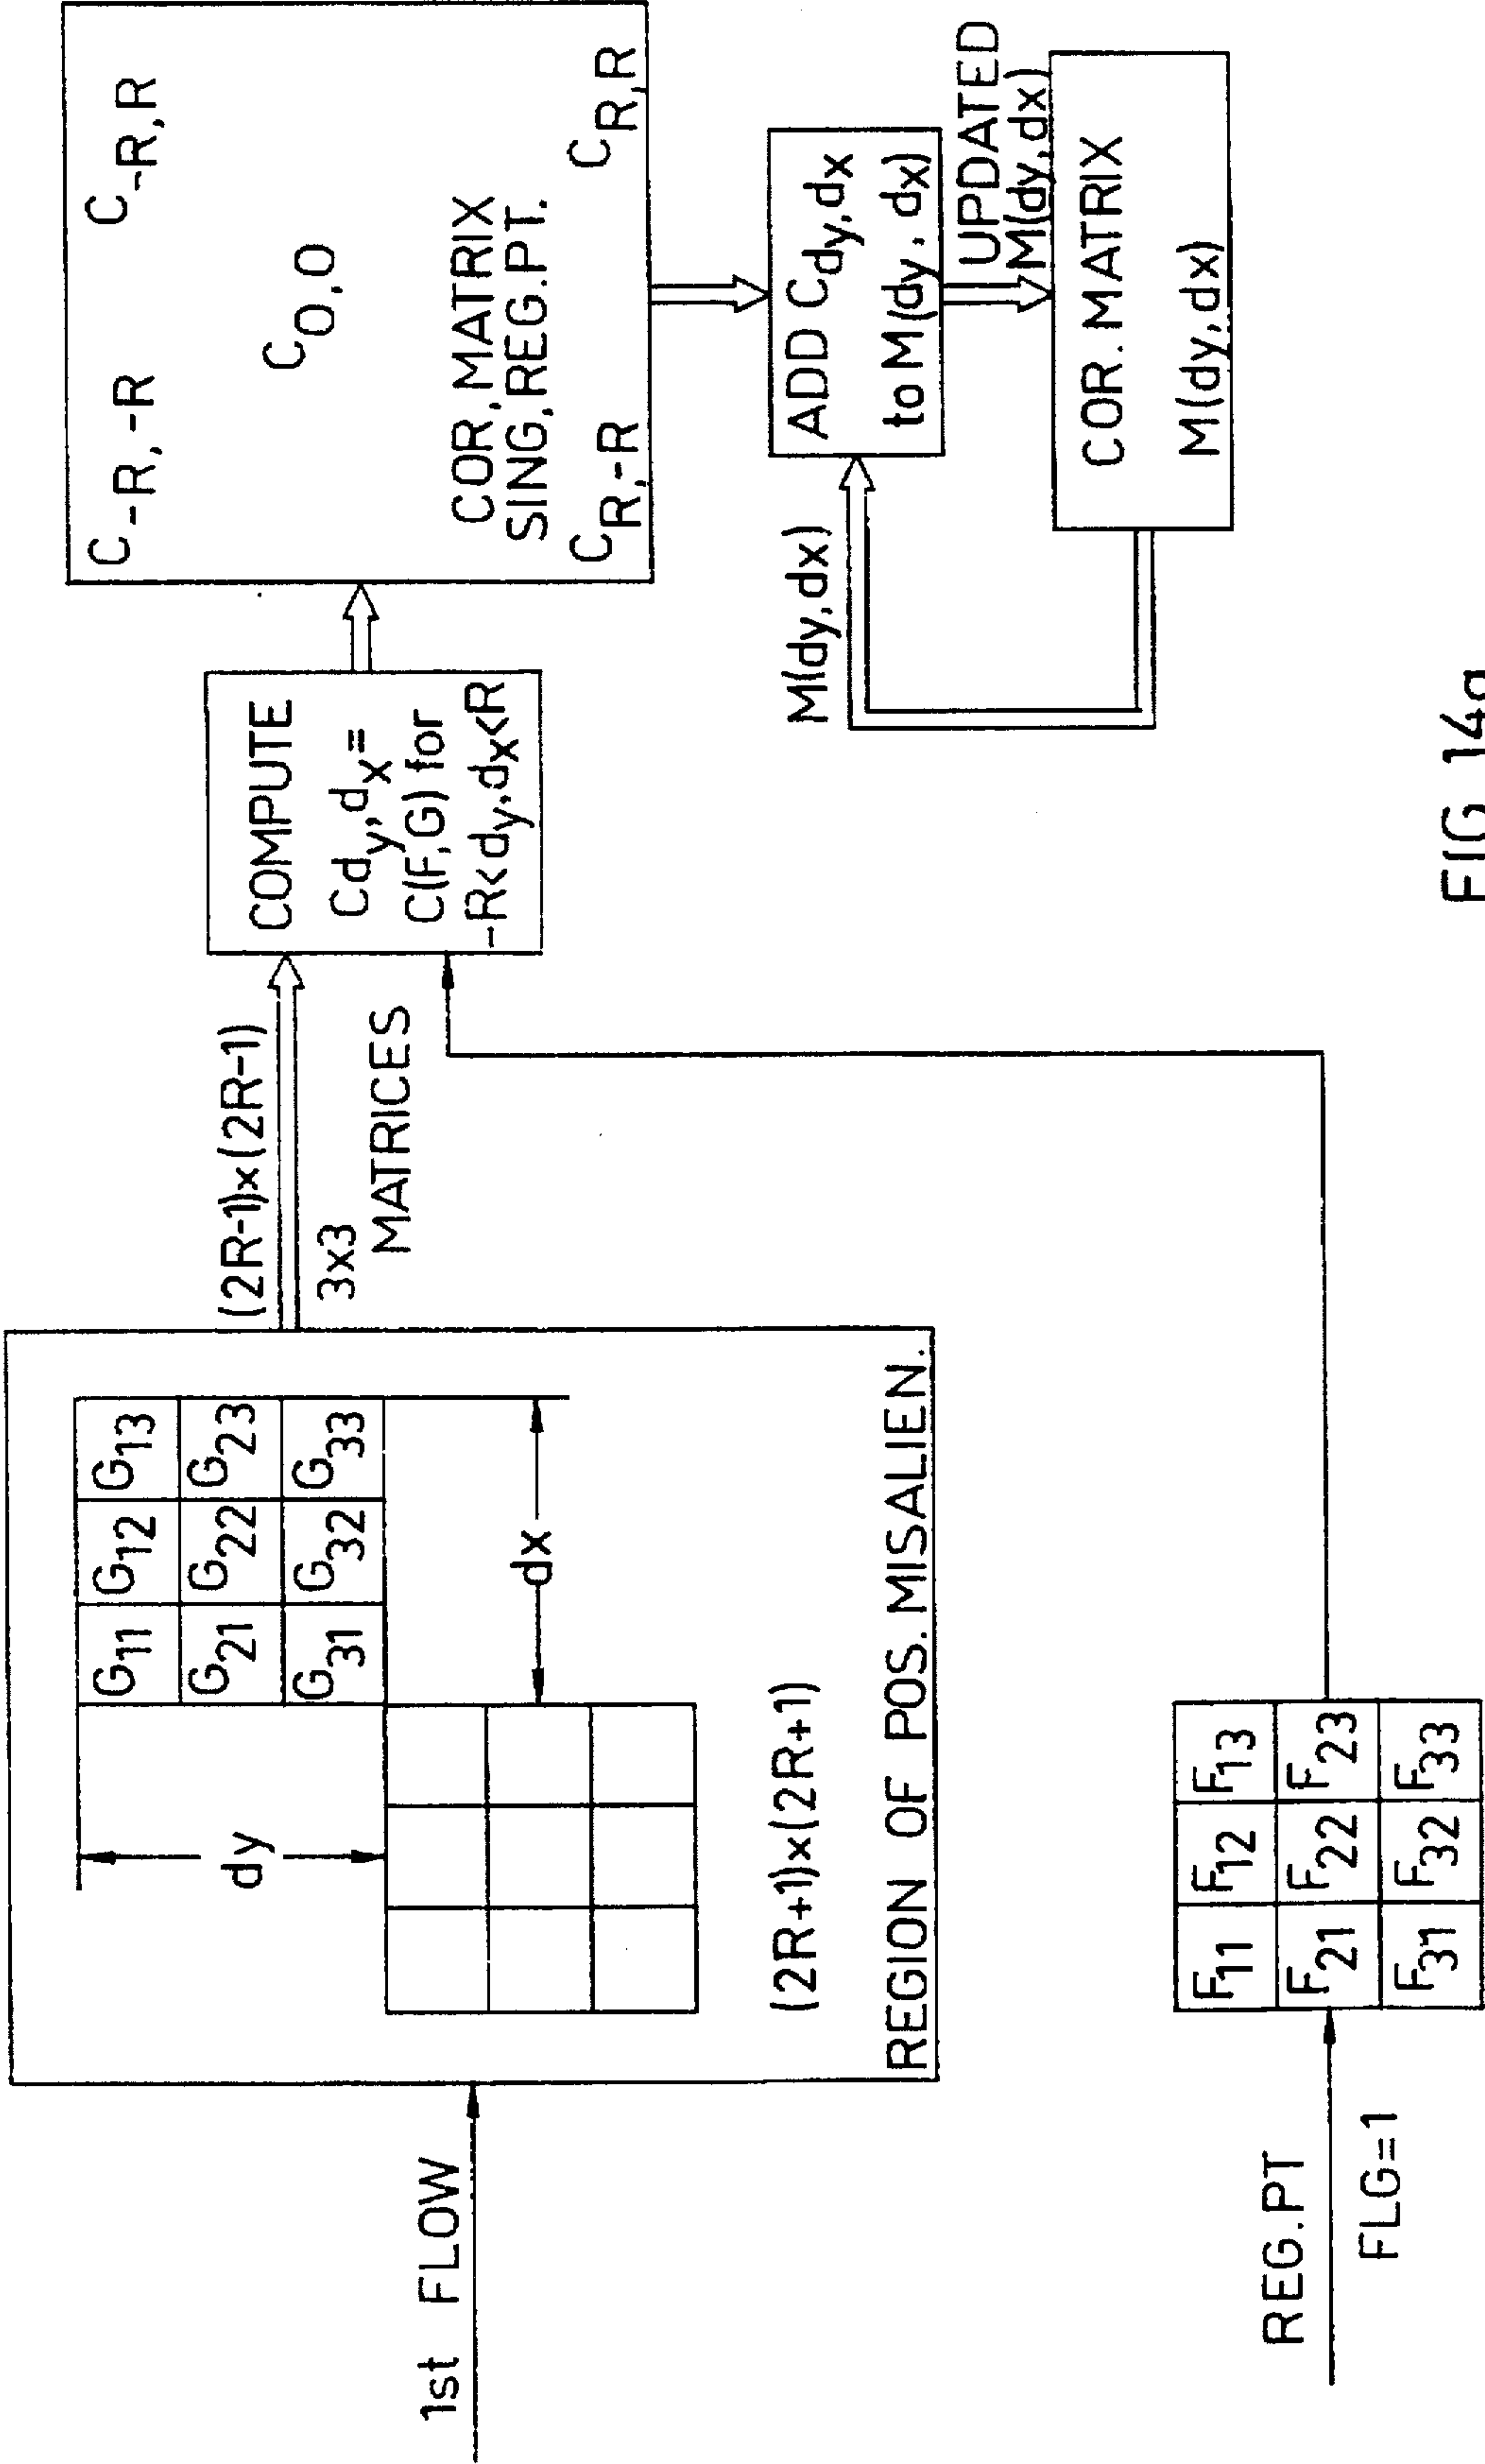 1st FLOW
dy
dx
G11 G12 G13
G21 G22 G23
G31 G32 G33
(2R+1)×(2R+1)
REGION OF POS. MISALIEN.
(2R-1)×(2R-1)
3x3
MATRICES
REG.PT
FLG=1
F11 F12 F13
F21 F22 F23
F31 F32 F33
COMPUTE
Cdy,dx=
C(F,G) for
-R<dy,dx<R
C-R,-R C-R,R
C0,0
COR, MATRIX
SING, REG.PT.
CR,-R CR,R
M(dy,dx)
ADD Cdy,dx
to M(dy,dx)
UPDATED
M(dy,dx)
COR. MATRIX
M(dy,dx)
FIG. 14a